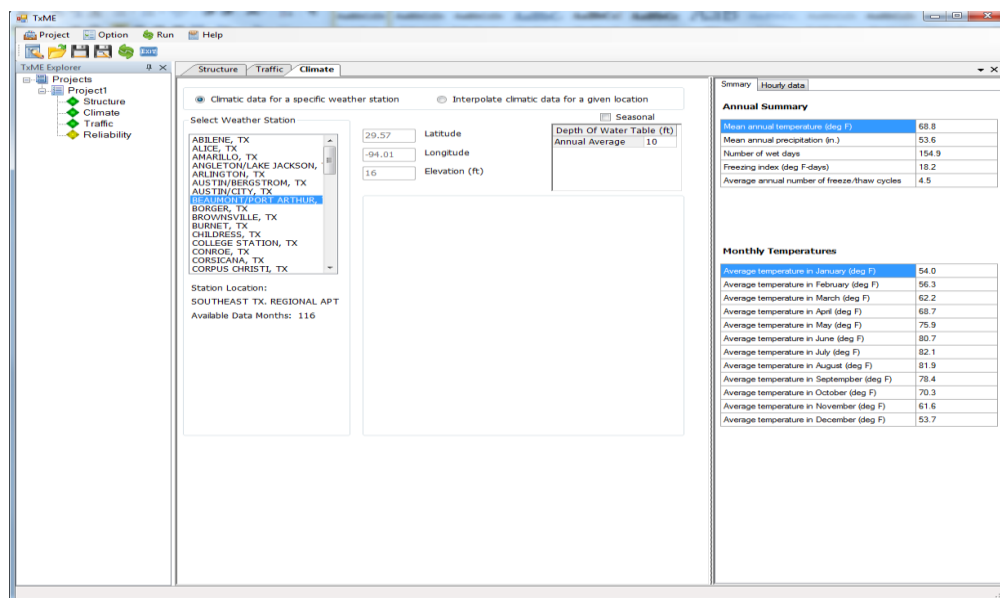 TxME
Project Option Run Help
EXIT
TxME Explorer
Projects
Project1
Structure
Climate
Traffic
Reliability
Structure Traffic Climate
Climatic data for a specific weather station Interpolate climatic data for a given location
Select Weather Station
ABILENE, TX
ALICE, TX
AMARILLO, TX
ANGLETON/LAKE JACKSON,
ARLINGTON, TX
AUSTIN/BERGSTROM, TX
AUSTIN/CITY, TX
BEAUMONT/PORT ARTHUR,
BORGER, TX
BROWNSVILLE, TX
BURNET, TX
CHILDRESS, TX
COLLEGE STATION, TX
CONROE, TX
CORSICANA, TX
CORPUS CHRISTI, TX
Station Location:
SOUTHEAST TX. REGIONAL APT
Available Data Months: 116
29.57 Latitude
-94.01 Longitude
16 Elevation (ft)
Seasonal
Depth Of Water Table (ft)
Annual Average 10
Smmary Hourly data
Annual Summary
Mean annual temperature (deg F) 68.8
Mean annual precipitation (in.) 53.6
Number of wet days 154.9
Freezing index (deg F-days) 18.2
Average annual number of freeze/thaw cycles 4.5
Monthly Temperatures
Average temperature in January (deg F) 54.0
Average temperature in February (deg F) 56.3
Average temperature in March (deg F) 62.2
Average temperature in April (deg F) 68.7
Average temperature in May (deg F) 75.9
Average temperature in June (deg F) 80.7
Average temperature in July (deg F) 82.1
Average temperature in August (deg F) 81.9
Average temperature in Septempber (deg F) 78.4
Average temperature in October (deg F) 70.3
Average temperature in November (deg F) 61.6
Average temperature in December (deg F) 53.7